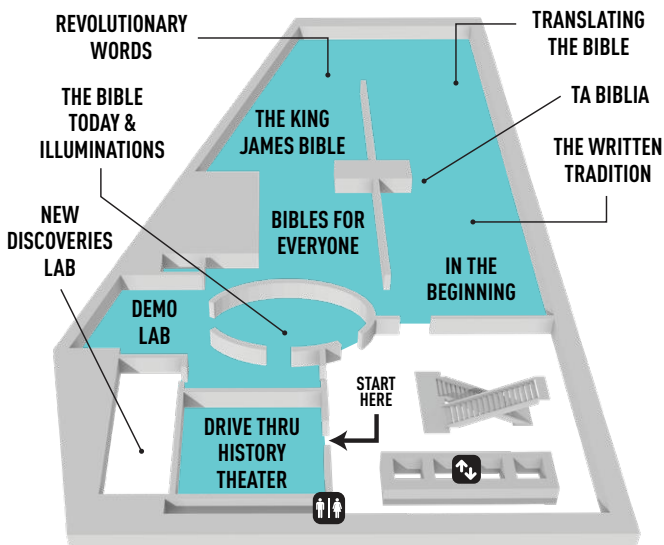 REVOLUTIONARY
WORDS
TRANSLATING
THE BIBLE
THE BIBLE
TODAY &
ILLUMINATIONS
TA BIBLIA
THE KING
JAMES BIBLE
THE WRITTEN
TRADITION
NEW
DISCOVERIES
LAB
BIBLES FOR
EVERYONE
IN THE
BEGINNING
DEMO
LAB
START
HERE
DRIVE THRU
HISTORY
THEATER